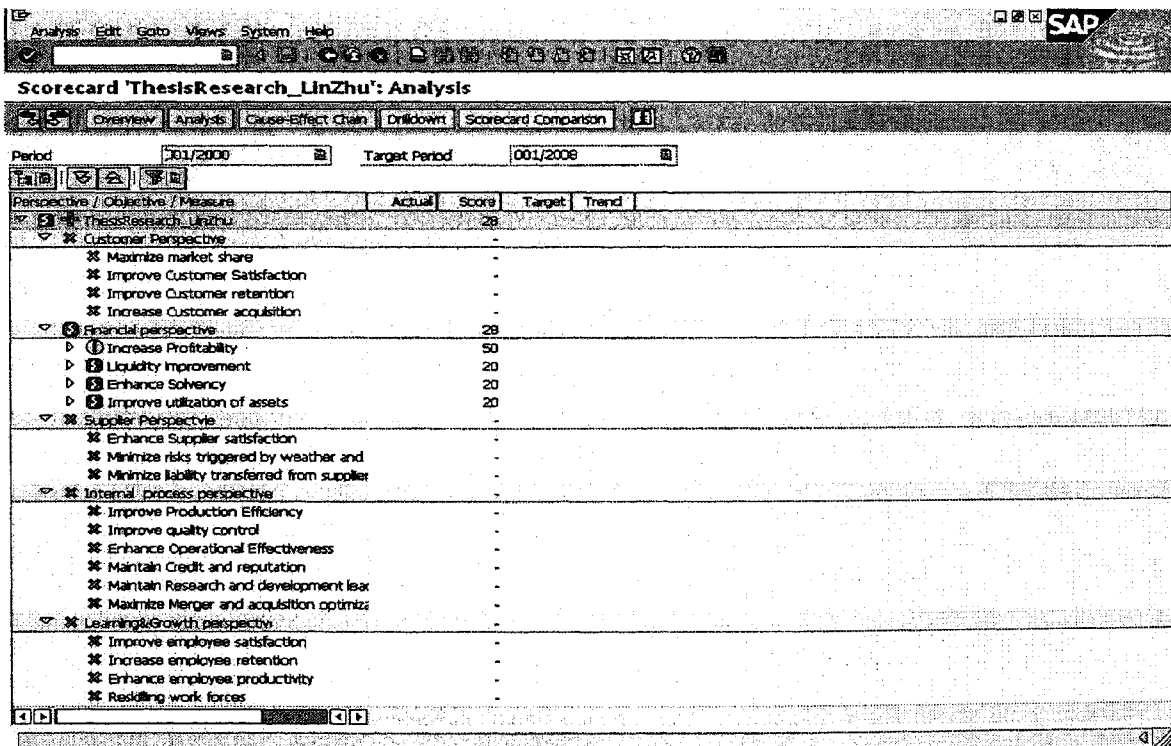 Analysis Edit Goto Views System Help
SAP
Scorecard 'ThesisResearch_LinZhu': Analysis
Overview Analysis Cause-Effect Chain Drilldown Scorecard Comparison
Period 001/2000 Target Period 001/2008
Perspective / Objective / Measure Actual Score Target Trend
ThesisResearch_Linzhu 28
Customer Perspective -
Maximize market share -
Improve Customer Satisfaction -
Improve Customer retention -
Increase Customer acquisition -
Financial perspective 28
Increase Profitability 50
Liquidity improvement 20
Enhance Solvency 20
Improve utilization of assets 20
Supplier Perspectvie -
Enhance Supplier satisfaction -
Minimize risks triggered by weather and -
Minimize liability transferred from supplier -
Internal process perspective -
Improve Production Efficiency -
Improve quality control -
Enhance Operational Effectiveness -
Maintain Credit and reputation -
Maintain Research and development lead -
Maximize Merger and acquisition optimiza -
Learning&Growth perspectiv -
Improve employee satisfaction -
Increase employee retention -
Enhance employee productivity -
Reskilling work forces -